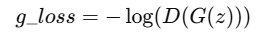 g_loss = − log(D(G(z)))